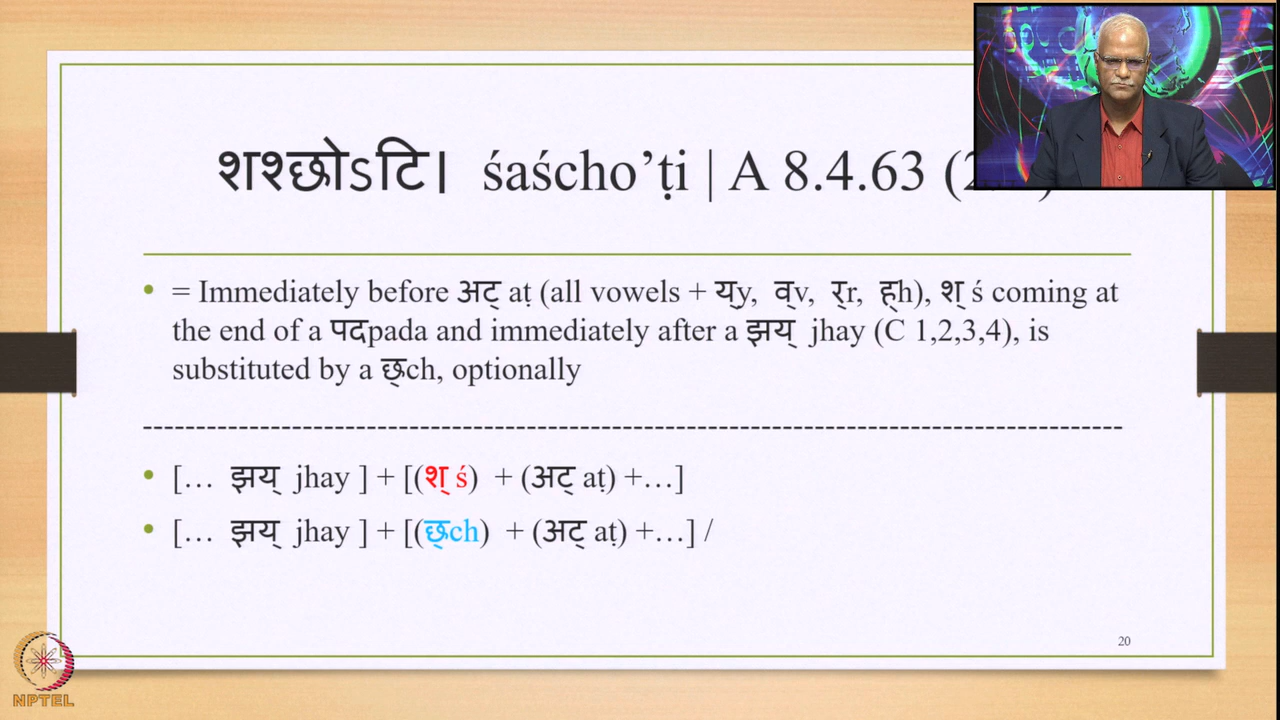 शश्छोऽटि। śaścho’ṭi | A 8.4.63
• = Immediately before अट् aṭ (all vowels + य्y, व्v, र्r, ह्h), श् ś coming at
the end of a पदpada and immediately after a झय् jhay (C 1,2,3,4), is
substituted by a छ्ch, optionally
--------------------------------------------------------------------------------
• [… झय् jhay ] + [(श् ś) + (अट् aṭ) +…]
• [… झय् jhay ] + [(छ्ch) + (अट् aṭ) +…] /
20
NPTEL